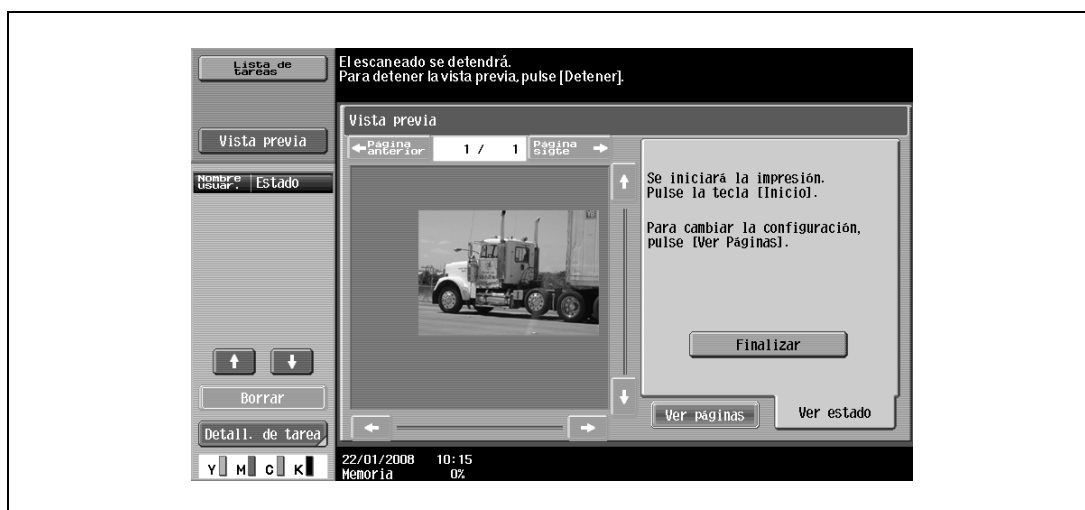 Lista de
tareas
El escaneado se detendrá.
Para detener la vista previa, pulse [Detener].
Vista previa
Vista previa
Página
anterior
1 / 1
Página
sigte
Nombre
usuar.
Estado
Se iniciará la impresión.
Pulse la tecla [Inicio].
Para cambiar la configuración,
pulse [Ver Páginas].
Finalizar
Borrar
Ver páginas
Ver estado
Detall. de tarea
Y M C K
22/01/2008 10:15
Memoria 0%